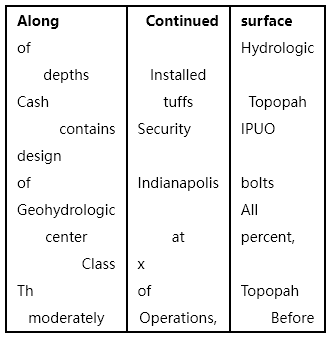 Along Continued surface
of Hydrologic
depths Installed
Cash tuffs Topopah
contains Security IPUO
design
of Indianapolis bolts
Geohydrologic All
center at percent,
Class x
Th of Topopah
moderately Operations, Before